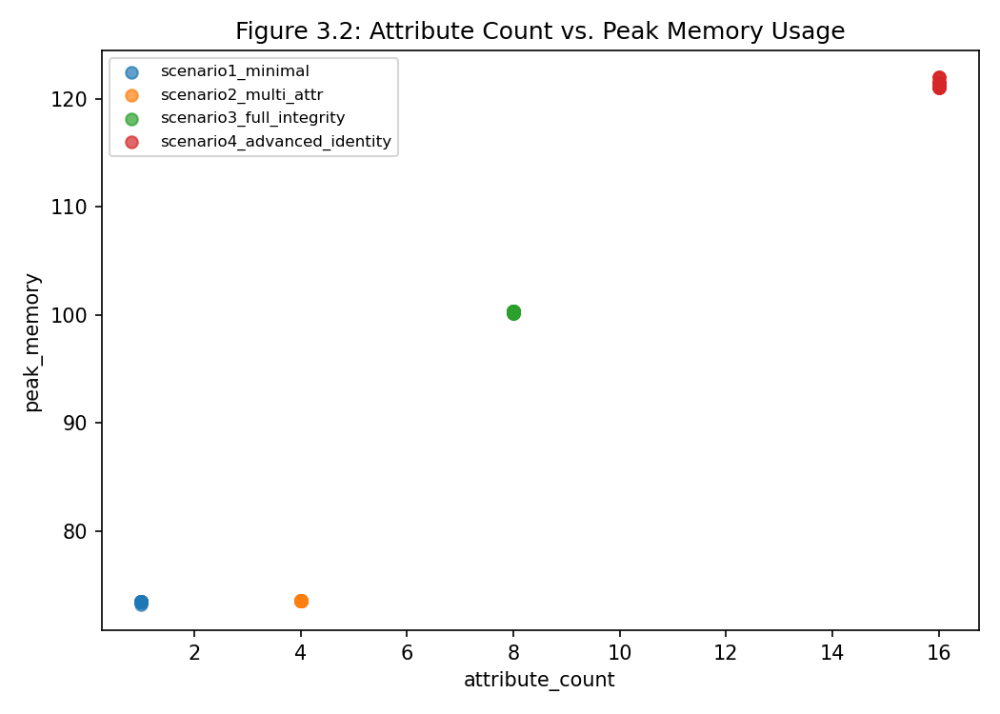 Figure 3.2: Attribute Count vs. Peak Memory Usage
scenario1_minimal
scenario2_multi_attr
scenario3_full_integrity
scenario4_advanced_identity
peak_memory
120
110
100
90
80
2 4 6 8 10 12 14 16
attribute_count